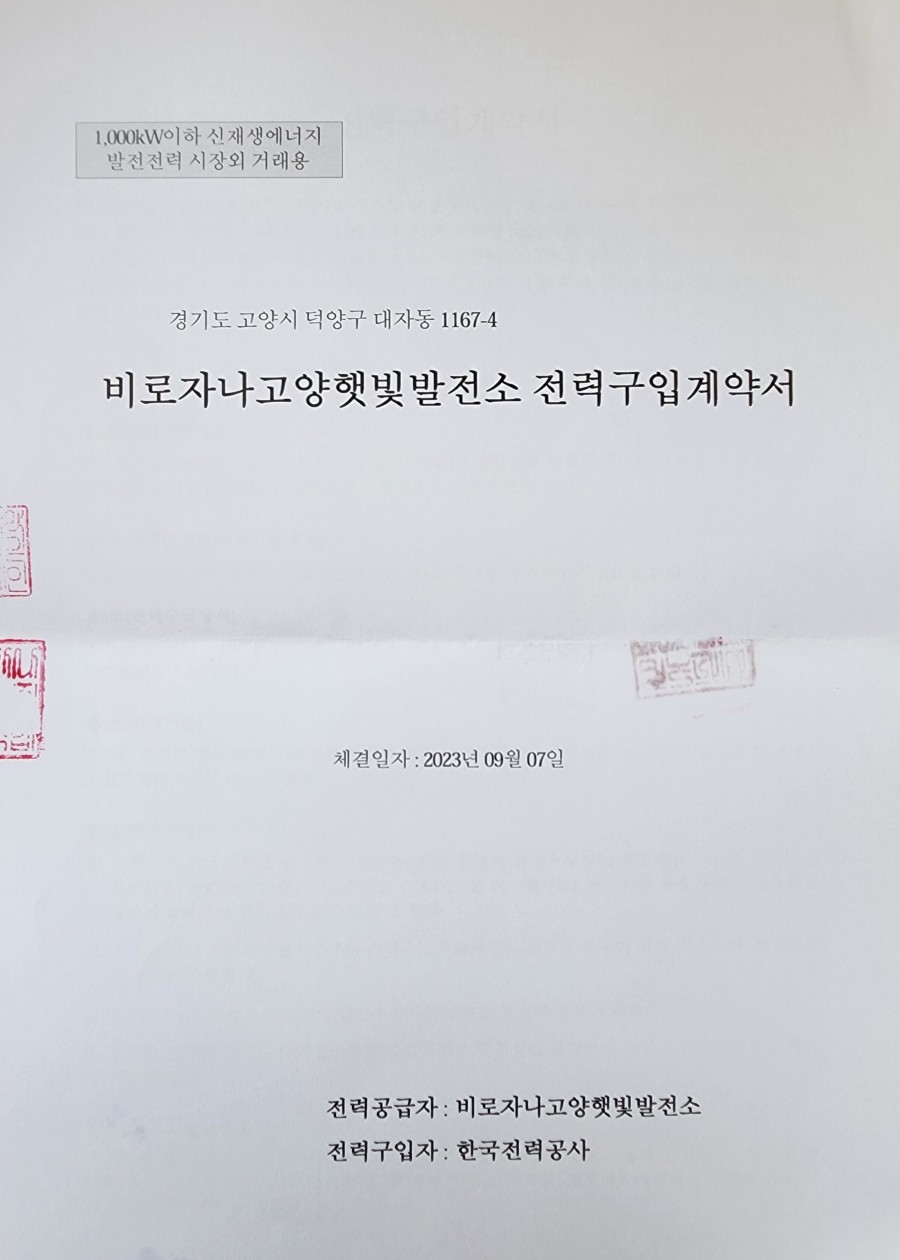 1,000kW이하 신재생에너지
발전전력 시장외 거래용
경기도 고양시 덕양구 대자동 1167-4
비로자나고양햇빛발전소 전력구입계약서
체결일자 : 2023년 09월 07일
전력공급자 : 비로자나고양햇빛발전소
전력구입자 : 한국전력공사